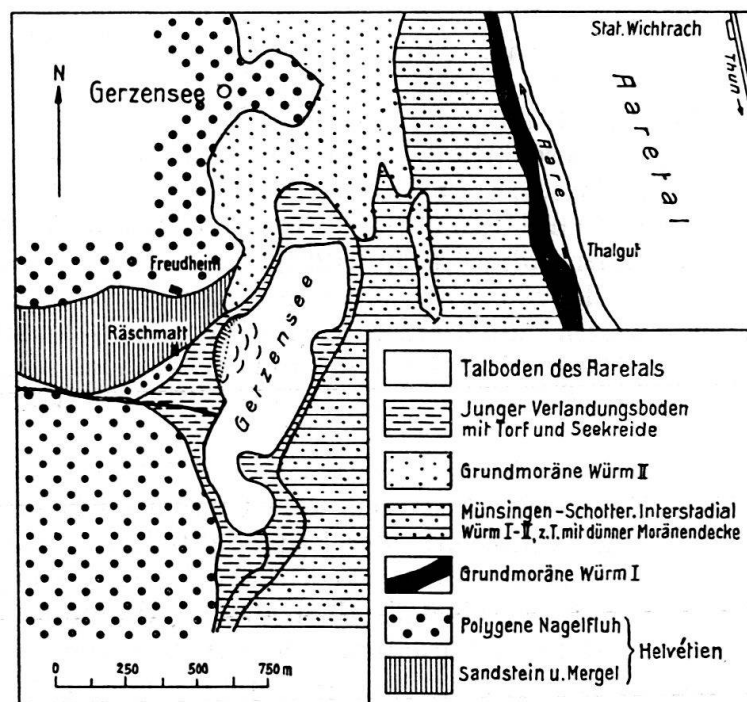 Stat. Wichtrach
Thun
N
Gerzensee
Aare
Aaretal
Thalgut
Freudheim
Räschmatt
Gerzensee
Talboden des Aaretals
Junger Verlandungsboden
mit Torf und Seekreide
Grundmoräne Würm II
Münsingen-Schotter. Interstadial
Würm I-II, z.T. mit dünner Moränendecke
Grundmoräne Würm I
Polygene Nagelfluh
Helvétien
Sandstein u. Mergel
0 250 500 750 m